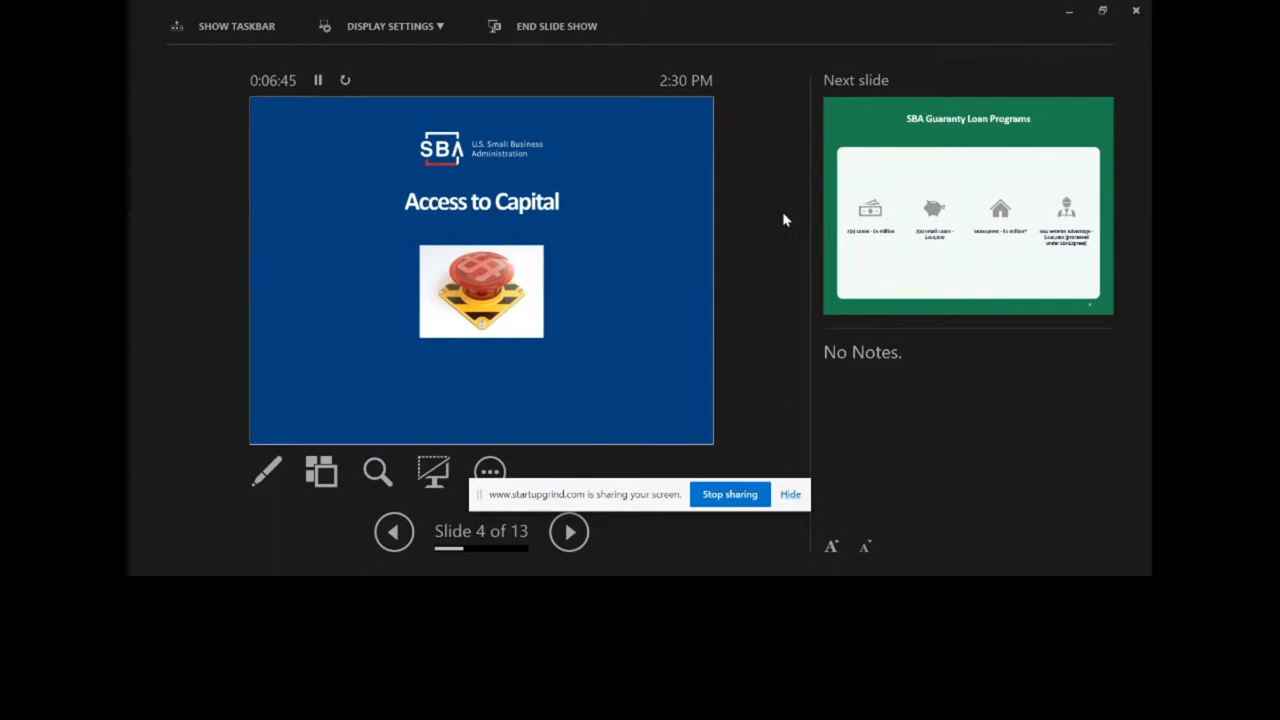 SHOW TASKBAR
DISPLAY SETTINGS ▼
END SLIDE SHOW
0:06:45
2:30 PM
SBA
U.S. Small Business
Administration
Access to Capital
Next slide
SBA Guaranty Loan Programs
No Notes.
www.startupgrind.com is sharing your screen.
Stop sharing
Hide
Slide 4 of 13
A
A